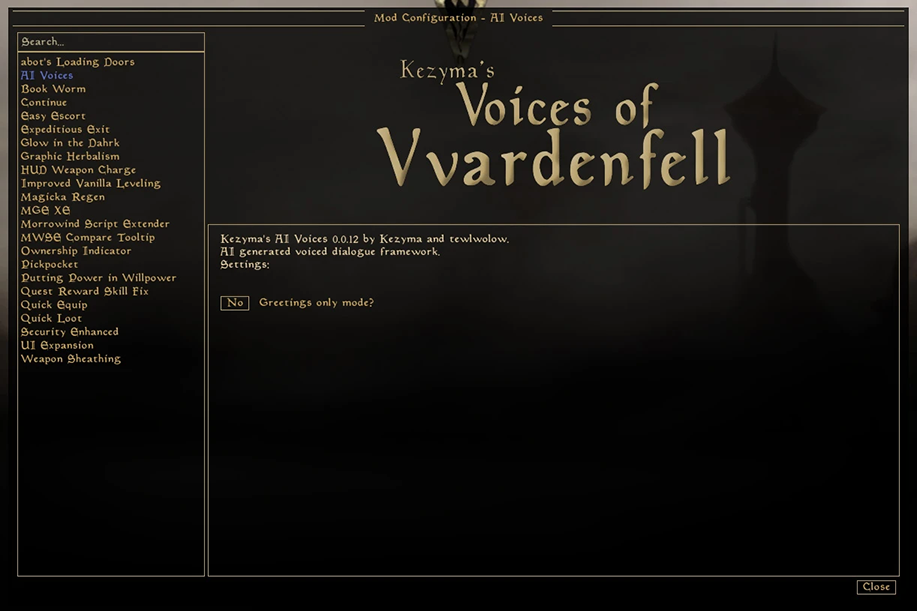 Mod Configuration - AI Voices
Search...
abot's Loading Doors
AI Voices
Book Worm
Continue
Easy Escort
Expeditious Exit
Glow in the Dahrk
Graphic Herbalism
HUD Weapon Charge
Improved Vanilla Leveling
Magicka Regen
MGE XE
Morrowind Script Extender
MWSE Compare Tooltip
Ownership Indicator
Pickpocket
Putting Power in Willpower
Quest Reward Skill Fix
Quick Equip
Quick Loot
Security Enhanced
UI Expansion
Weapon Sheathing
Kezyma's
Voices of
Vvardenfell
Kezyma's AI Voices 0.0.12 by Kezyma and tewlwolow.
AI generated voiced dialogue framework.
Settings:
No Greetings only mode?
Close